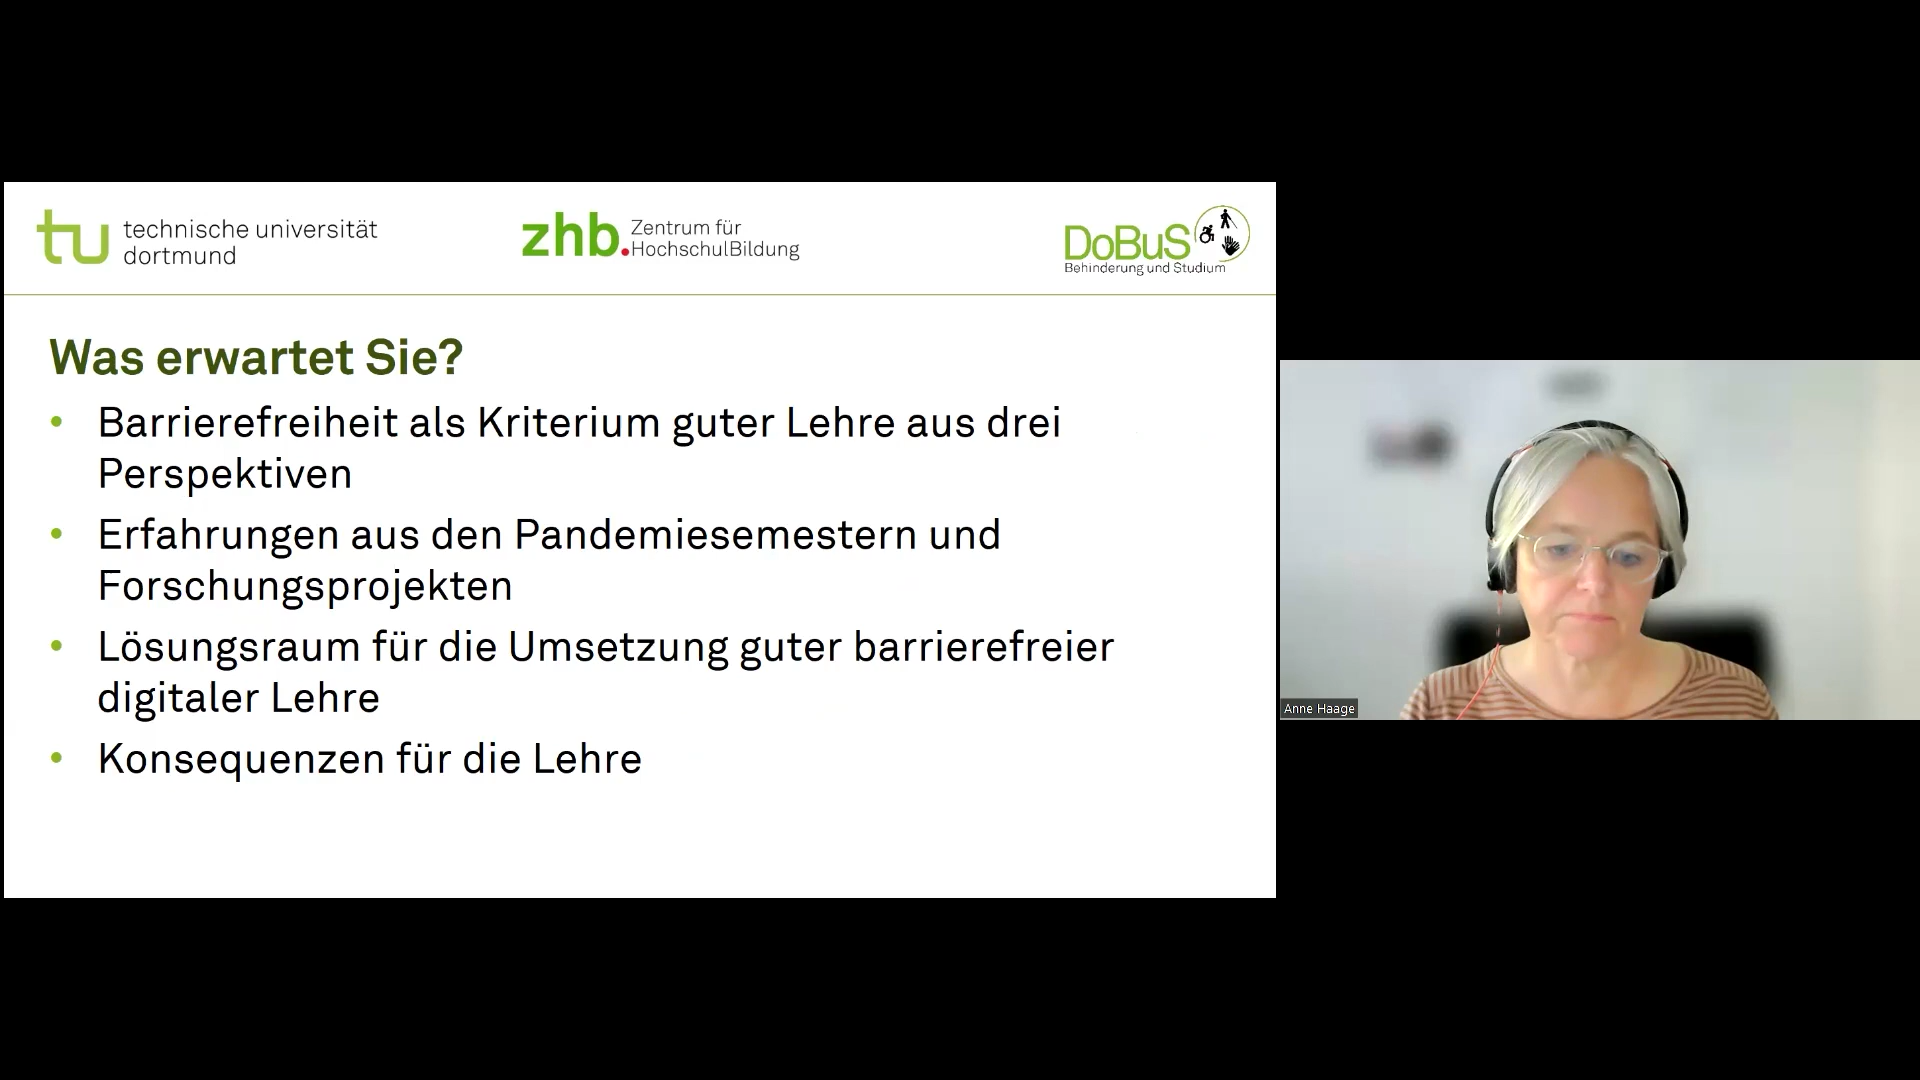 tu technische universität
dortmund
zhb. Zentrum für
HochschulBildung
DoBuS
Behinderung und Studium
Was erwartet Sie?
• Barrierefreiheit als Kriterium guter Lehre aus drei
Perspektiven
• Erfahrungen aus den Pandemiesemestern und
Forschungsprojekten
• Lösungsraum für die Umsetzung guter barrierefreier
digitaler Lehre
• Konsequenzen für die Lehre
Anne Haage